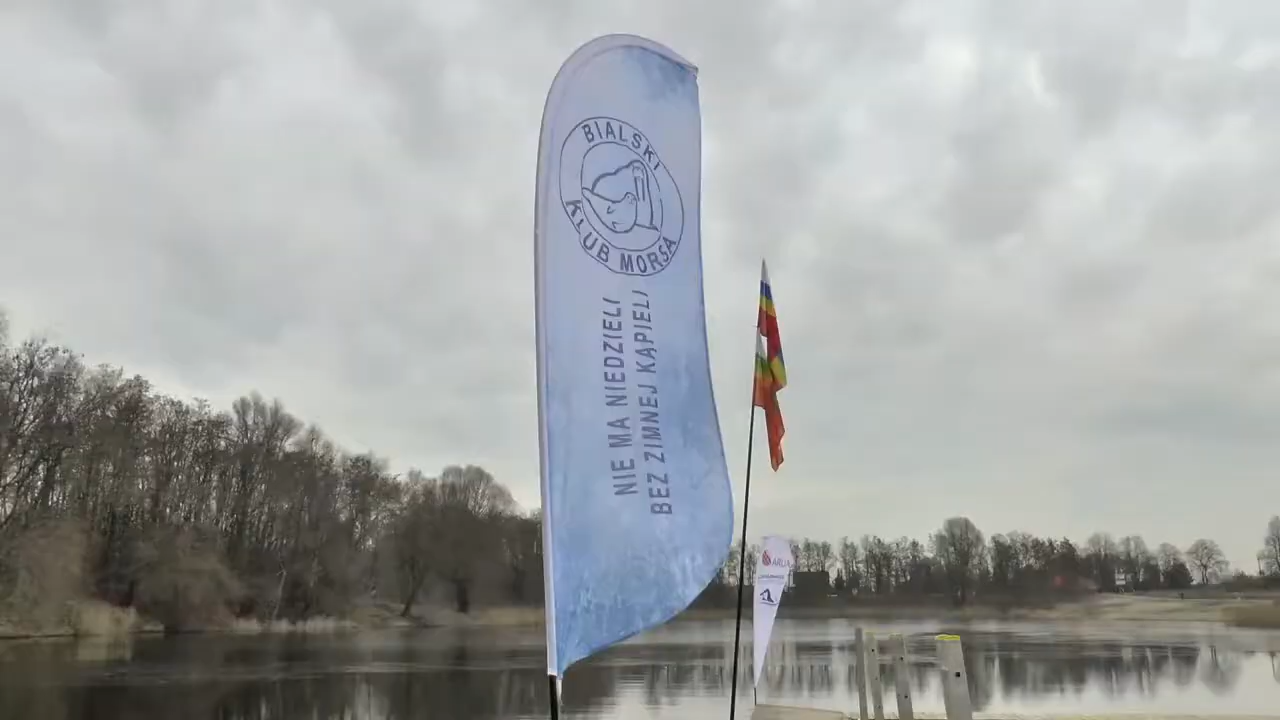 BIALSKI
KLUB MORSA
NIE MA NIEDZIELI
BEZ ZIMNEJ KĄPIELI